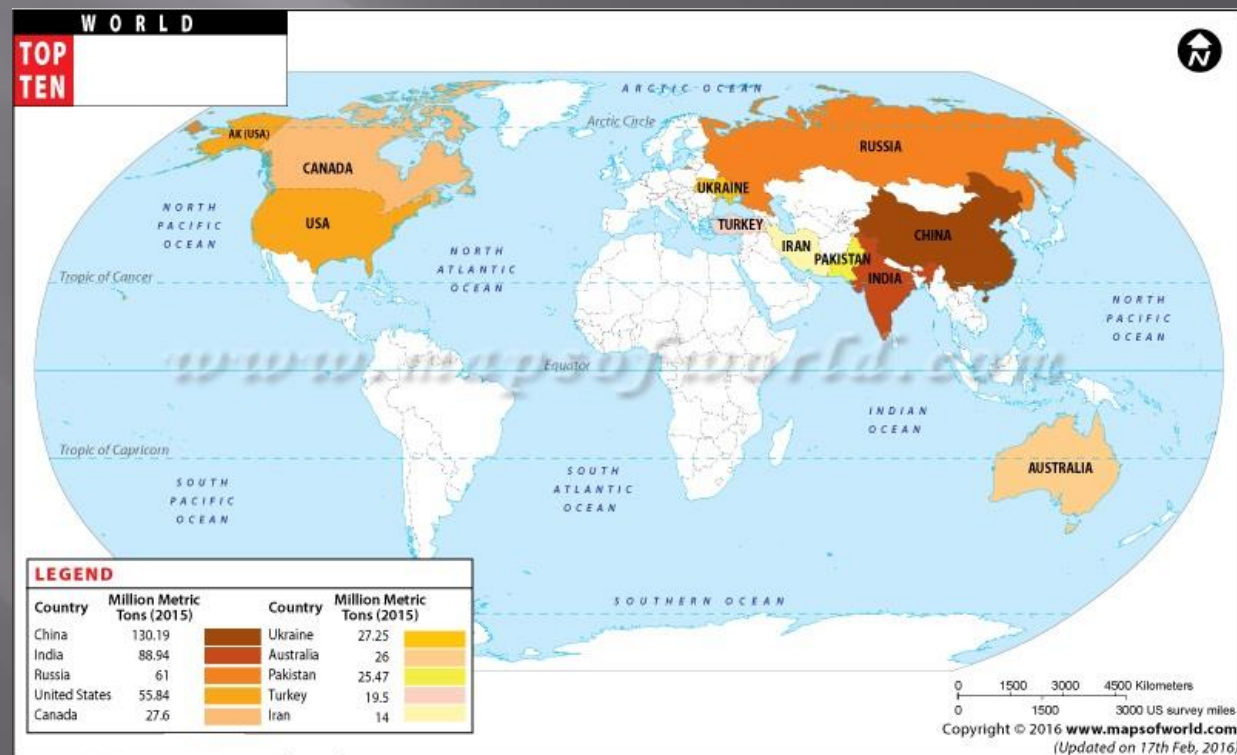 WORLD
TOP
TEN
N
ARCTIC OCEAN
Arctic Circle
AK (USA)
CANADA
RUSSIA
UKRAINE
NORTH
PACIFIC
OCEAN
USA
TURKEY
CHINA
IRAN
PAKISTAN
INDIA
NORTH
ATLANTIC
OCEAN
Tropic of Cancer
NORTH
PACIFIC
OCEAN
www.mapsofworld.com
Equator
INDIAN
OCEAN
Tropic of Capricorn
AUSTRALIA
SOUTH
PACIFIC
OCEAN
SOUTH
ATLANTIC
OCEAN
SOUTHERN OCEAN
LEGEND
Country Million Metric Tons (2015) Country Million Metric Tons (2015)
China 130.19 Ukraine 27.25
India 88.94 Australia 26
Russia 61 Pakistan 25.47
United States 55.84 Turkey 19.5
Canada 27.6 Iran 14
0 1500 3000 4500 Kilometers
0 1500 3000 US survey miles
Copyright © 2016 www.mapsofworld.com
(Updated on 17th Feb, 2016)